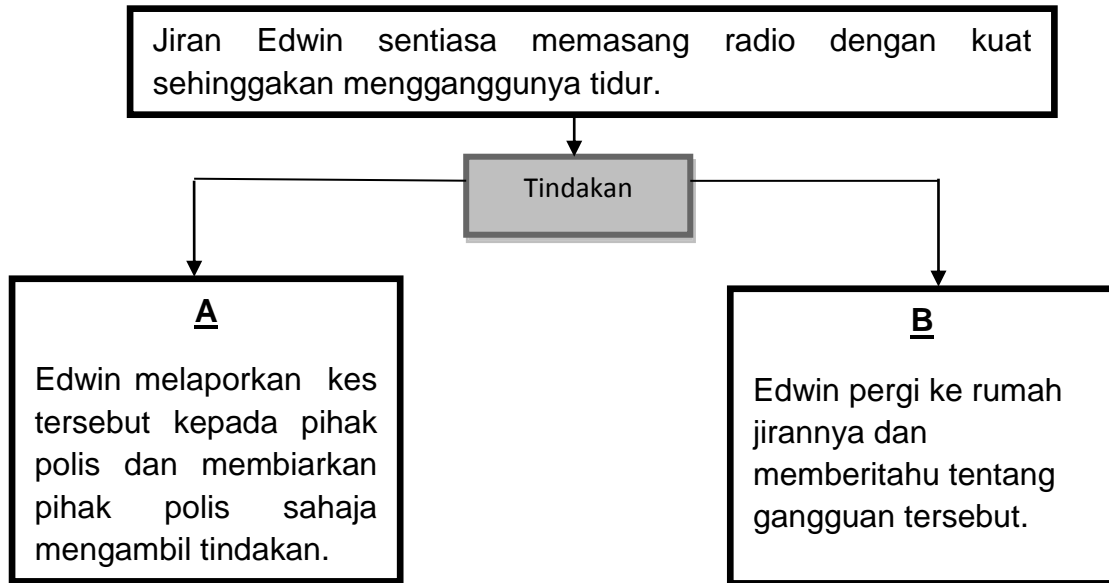 Jiran Edwin sentiasa memasang radio dengan kuat
sehinggakan mengganggunya tidur.
Tindakan
A
Edwin melaporkan kes
tersebut kepada pihak
polis dan membiarkan
pihak polis sahaja
mengambil tindakan.
B
Edwin pergi ke rumah
jirannya dan
memberitahu tentang
gangguan tersebut.